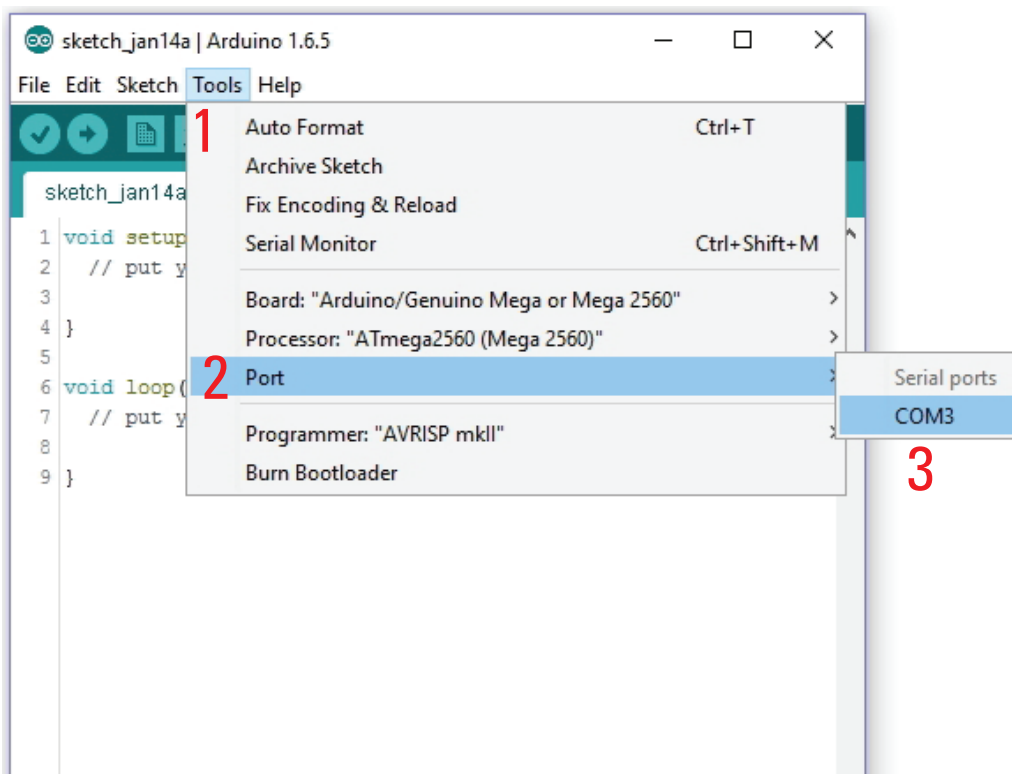 sketch_jan14a | Arduino 1.6.5
File Edit Sketch Tools Help
1
Auto Format Ctrl+T
Archive Sketch
sketch_jan14a
Fix Encoding & Reload
1 void setup
Serial Monitor Ctrl+Shift+M
2 // put y
3
Board: "Arduino/Genuino Mega or Mega 2560"
4 }
Processor: "ATmega2560 (Mega 2560)"
5
2 Port
Serial ports
6 void loop(
COM3
7 // put y
Programmer: "AVRISP mkII"
8
3
Burn Bootloader
9 }